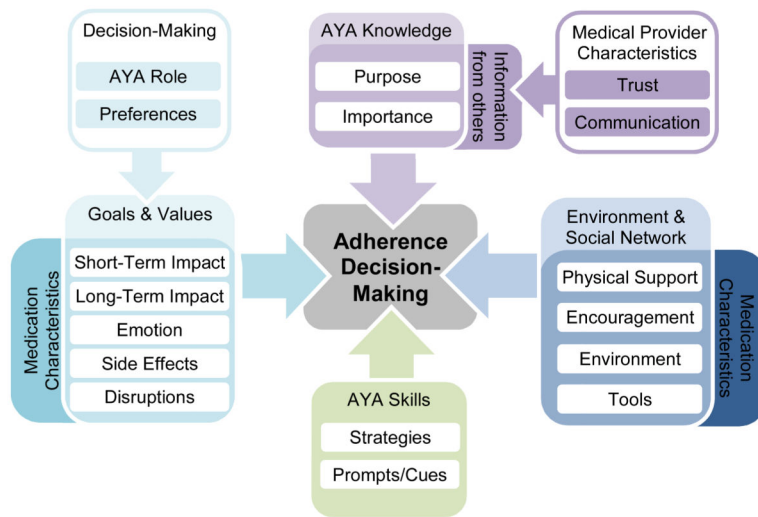 Decision-Making
AYA Role
Preferences
AYA Knowledge
Purpose
Importance
Information
from others
Medical Provider
Characteristics
Trust
Communication
Goals & Values
Short-Term Impact
Long-Term Impact
Emotion
Side Effects
Disruptions
Medication
Characteristics
Adherence
Decision-
Making
Environment &
Social Network
Physical Support
Encouragement
Environment
Tools
Medication
Characteristics
AYA Skills
Strategies
Prompts/Cues